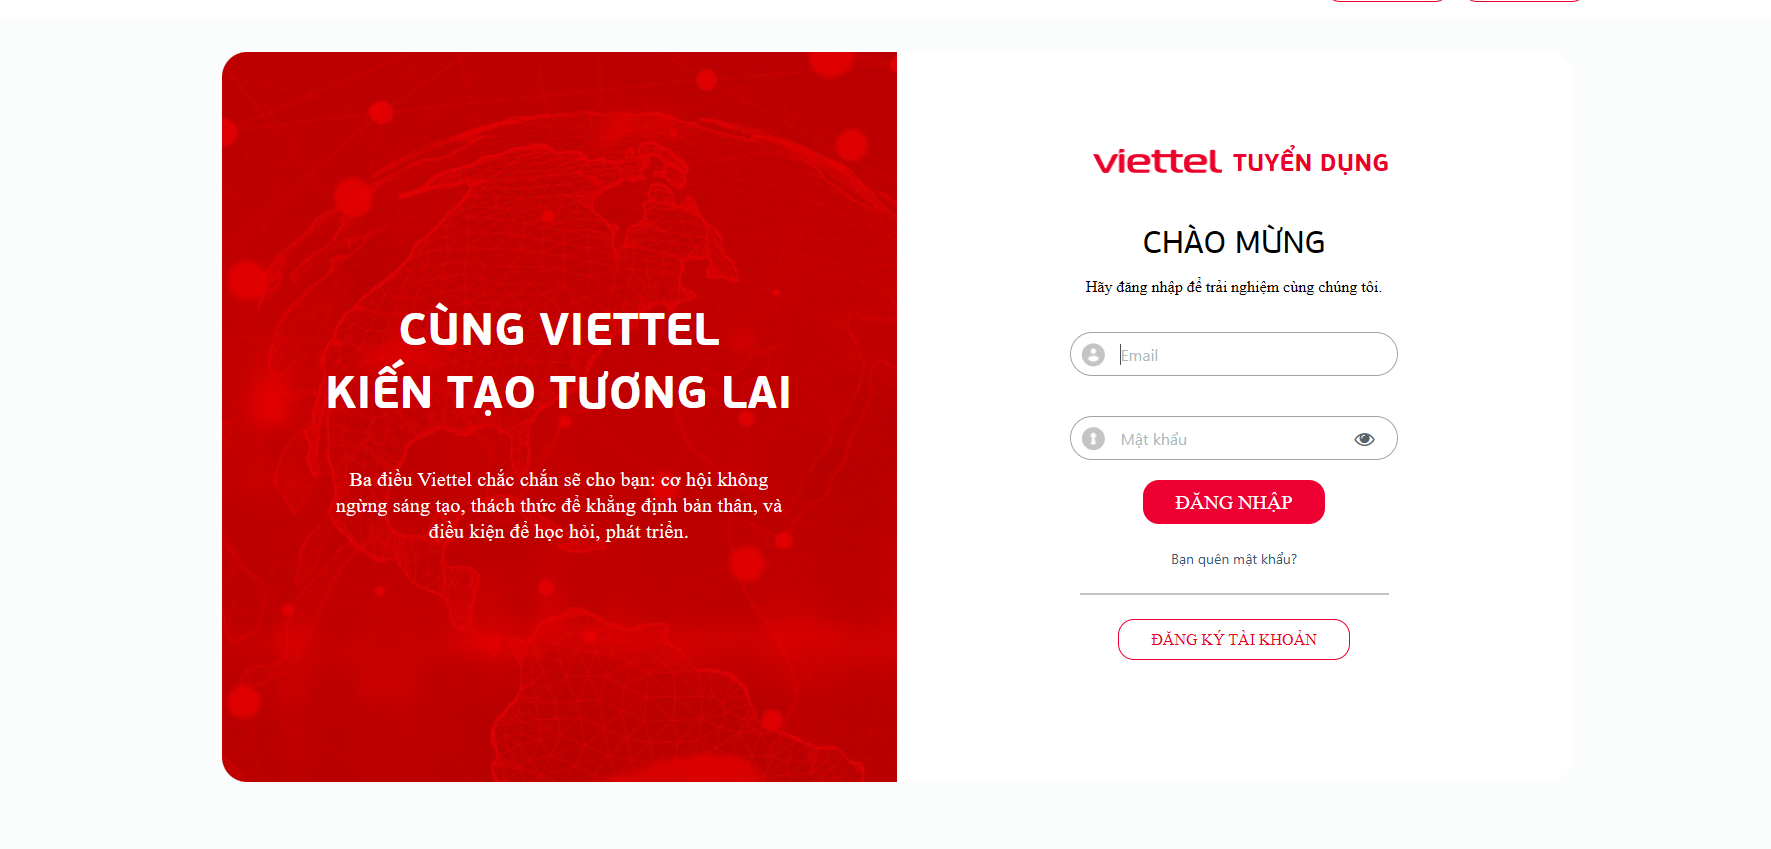 CÙNG VIETTEL
KIẾN TẠO TƯƠNG LAI
Ba điều Viettel chắc chắn sẽ cho bạn: cơ hội không
ngừng sáng tạo, thách thức để khẳng định bản thân, và
điều kiện để học hỏi, phát triển.
viettel TUYỂN DỤNG
CHÀO MỪNG
Hãy đăng nhập để trải nghiệm cùng chúng tôi.
Email
Mật khẩu
ĐĂNG NHẬP
Bạn quên mật khẩu?
ĐĂNG KÝ TÀI KHOẢN